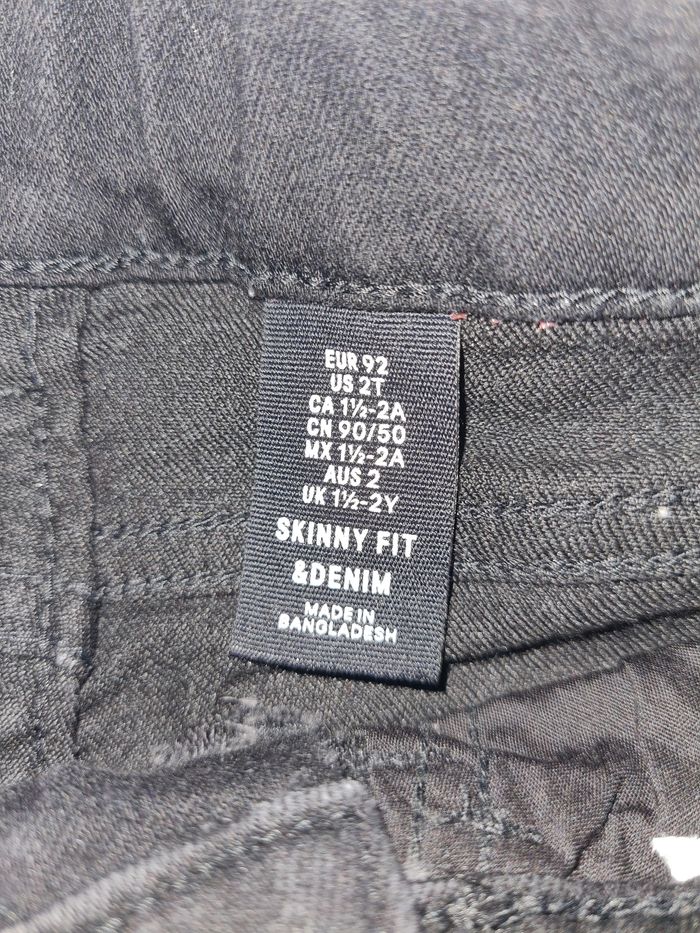 EUR 92
US 2T
CA 1½-2A
CN 90/50
MX 1½-2A
AUS 2
UK 1½-2Y
SKINNY FIT
&DENIM
MADE IN
BANGLADESH